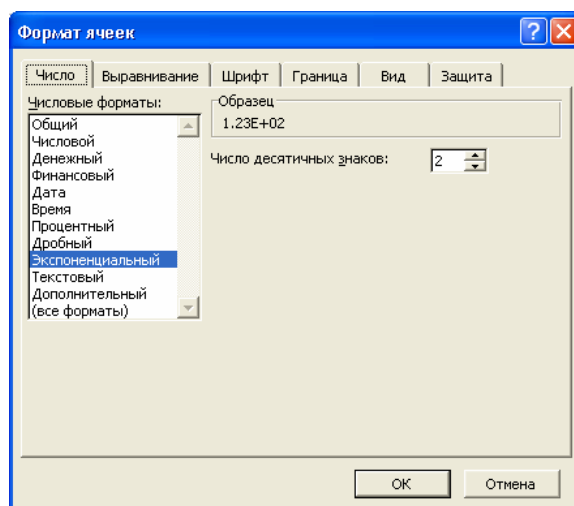 Формат ячеек
Число Выравнивание Шрифт Граница Вид Защита
Числовые форматы:
Общий
Числовой
Денежный
Финансовый
Дата
Время
Процентный
Дробный
Экспоненциальный
Текстовый
Дополнительный
(все форматы)
Образец
1.23E+02
Число десятичных знаков: 2
ОК Отмена